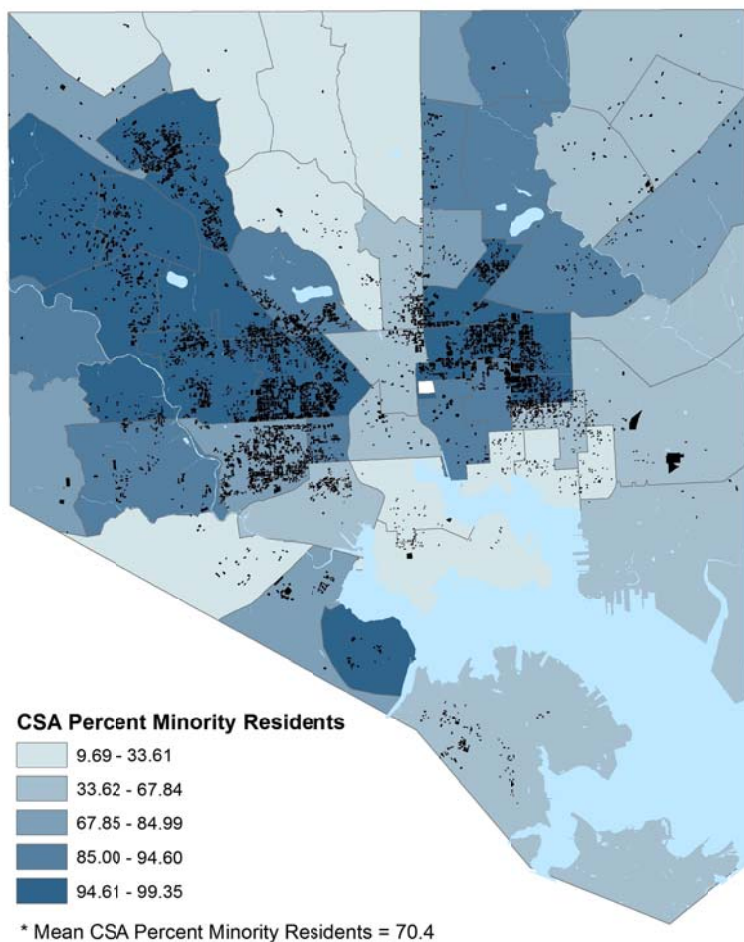 CSA Percent Minority Residents
9.69 - 33.61
33.62 - 67.84
67.85 - 84.99
85.00 - 94.60
94.61 - 99.35
* Mean CSA Percent Minority Residents = 70.4